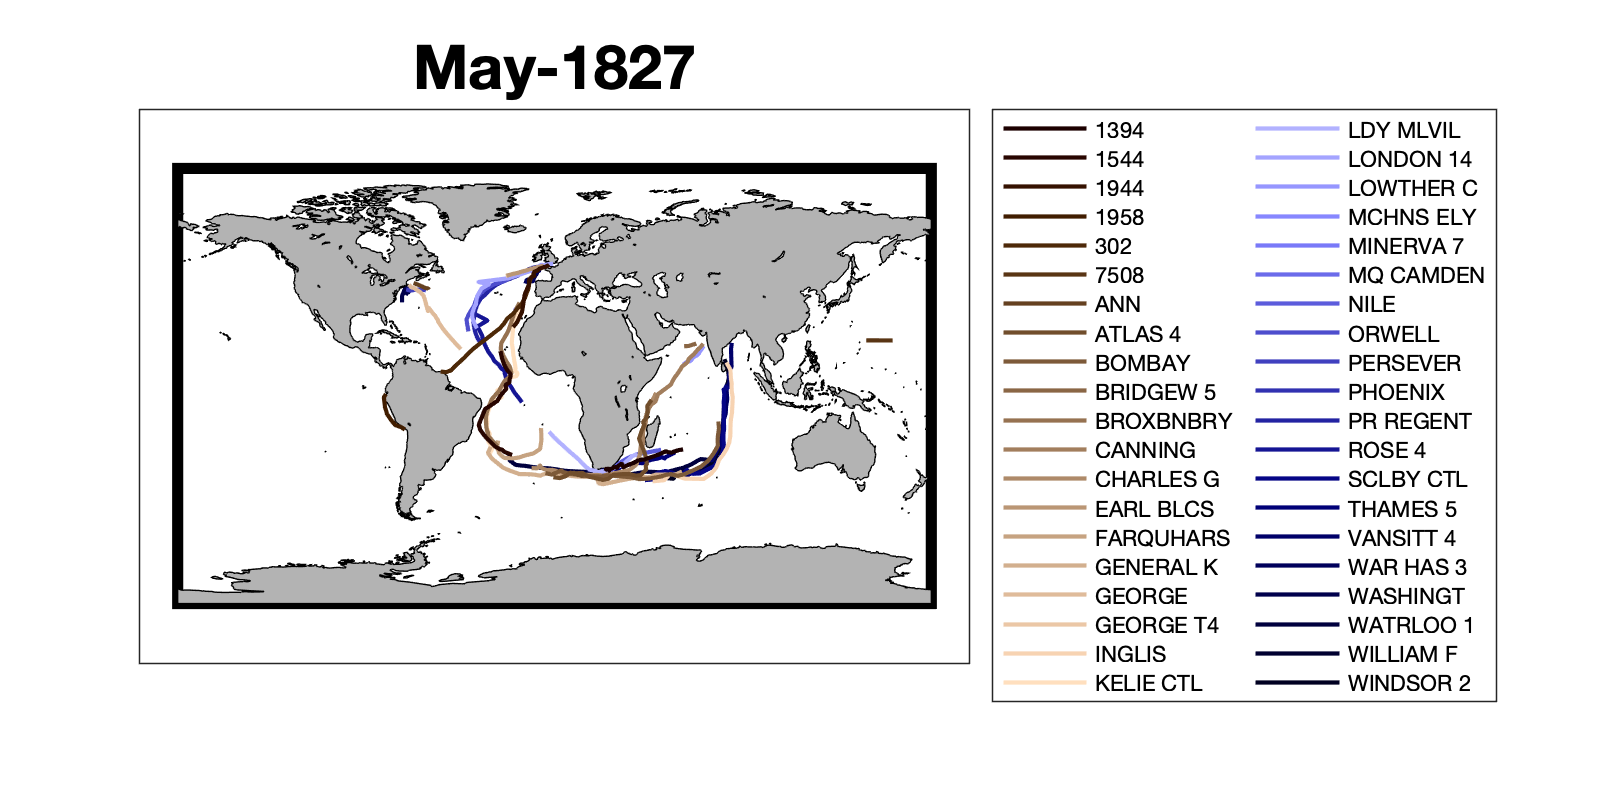 May-1827
1394
1544
1944
1958
302
7508
ANN
ATLAS 4
BOMBAY
BRIDGEW 5
BROXBNBRY
CANNING
CHARLES G
EARL BLCS
FARQUHARS
GENERAL K
GEORGE
GEORGE T4
INGLIS
KELIE CTL
LDY MLVIL
LONDON 14
LOWTHER C
MCHNS ELY
MINERVA 7
MQ CAMDEN
NILE
ORWELL
PERSEVER
PHOENIX
PR REGENT
ROSE 4
SCLBY CTL
THAMES 5
VANSITT 4
WAR HAS 3
WASHINGT
WATRLOO 1
WILLIAM F
WINDSOR 2